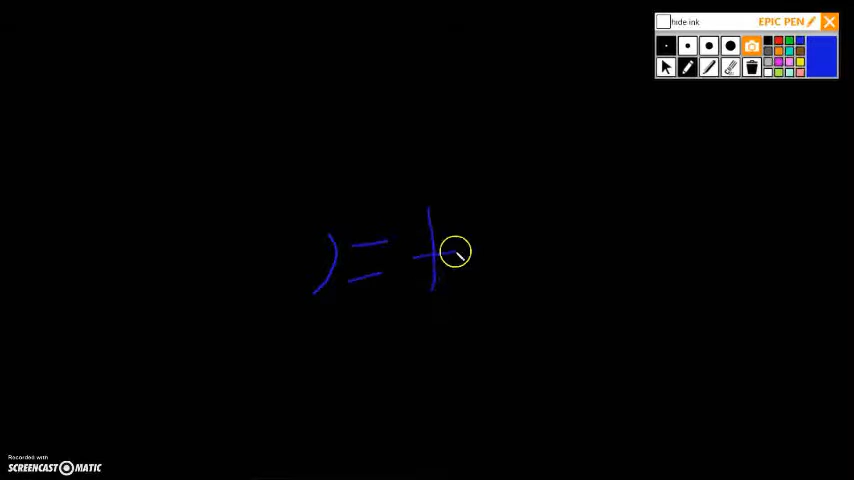 hide ink EPIC PEN
) = +
Recorded with
SCREENCAST MATIC